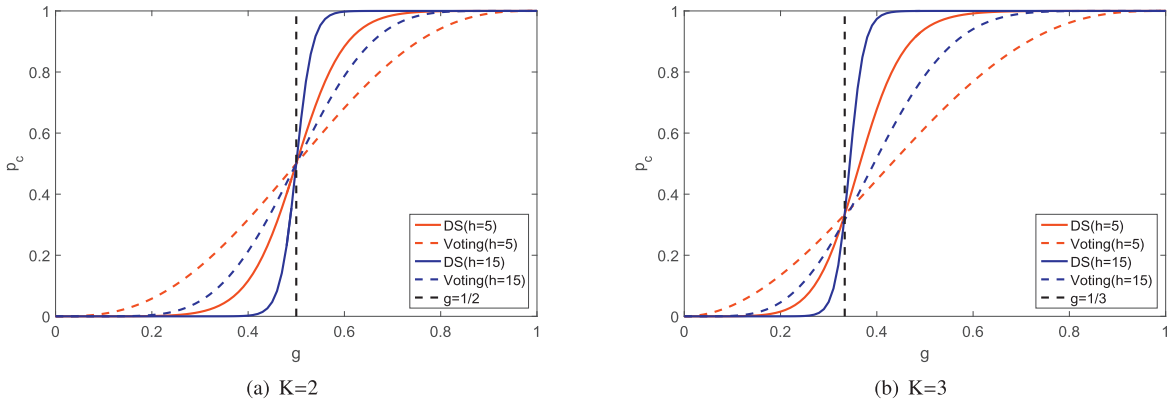 1
0.8
0.6
0.4
0.2
0
p_c
DS(h=5)
Voting(h=5)
DS(h=15)
Voting(h=15)
g=1/2
0 0.2 0.4 0.6 0.8 1
g
(a) K=2
1
0.8
0.6
0.4
0.2
0
p_c
DS(h=5)
Voting(h=5)
DS(h=15)
Voting(h=15)
g=1/3
0 0.2 0.4 0.6 0.8 1
g
(b) K=3